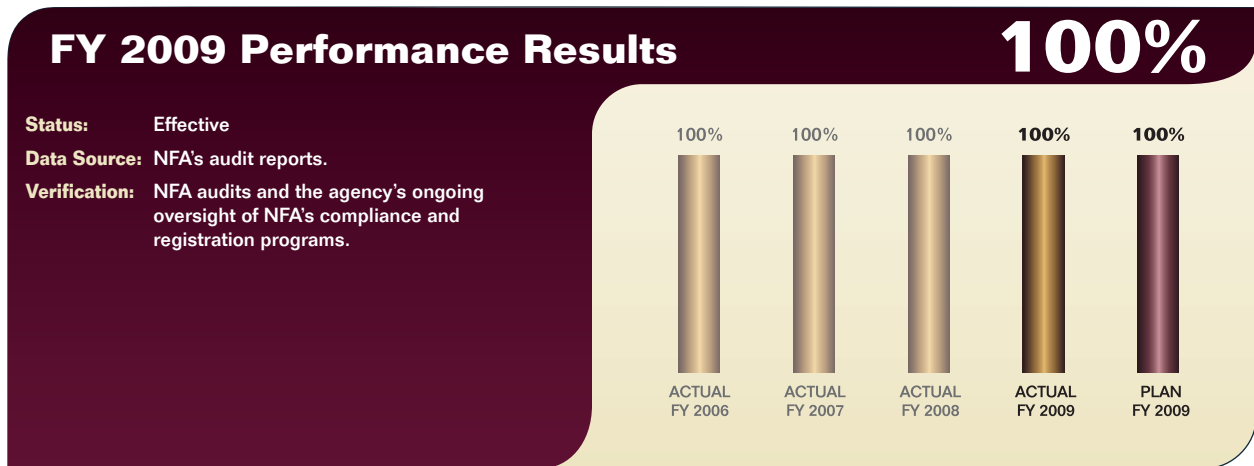 FY 2009 Performance Results
100%
Status: Effective
Data Source: NFA's audit reports.
Verification: NFA audits and the agency's ongoing
oversight of NFA's compliance and
registration programs.
100% 100% 100% 100% 100%
ACTUAL ACTUAL ACTUAL ACTUAL PLAN
FY 2006 FY 2007 FY 2008 FY 2009 FY 2009